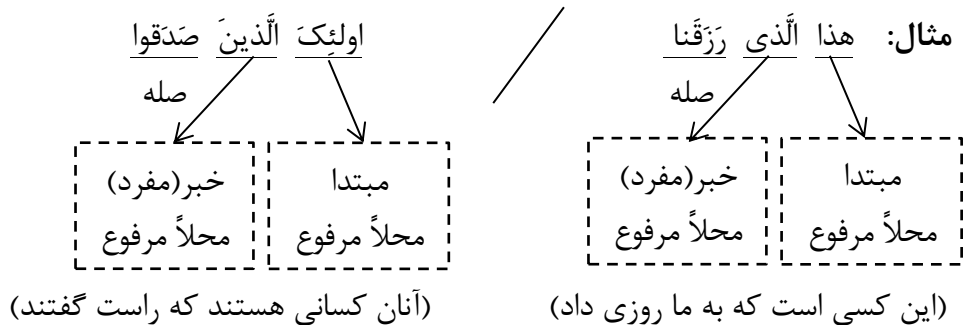 مثال: هذا الَّذی رَزَقَنا / اولئِکَ الَّذینَ صَدَقوا
صله صله
مبتدا خبر(مفرد) مبتدا خبر(مفرد)
محلاً مرفوع محلاً مرفوع محلاً مرفوع محلاً مرفوع
(این کسی است که به ما روزی داد) (آنان کسانی هستند که راست گفتند)